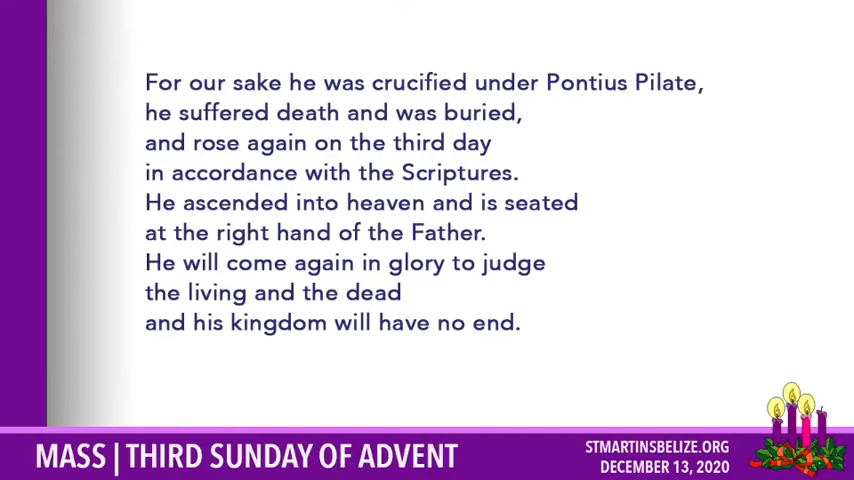 For our sake he was crucified under Pontius Pilate,
he suffered death and was buried,
and rose again on the third day
in accordance with the Scriptures.
He ascended into heaven and is seated
at the right hand of the Father.
He will come again in glory to judge
the living and the dead
and his kingdom will have no end.
MASS | THIRD SUNDAY OF ADVENT
STMARTINSBELIZE.ORG
DECEMBER 13, 2020